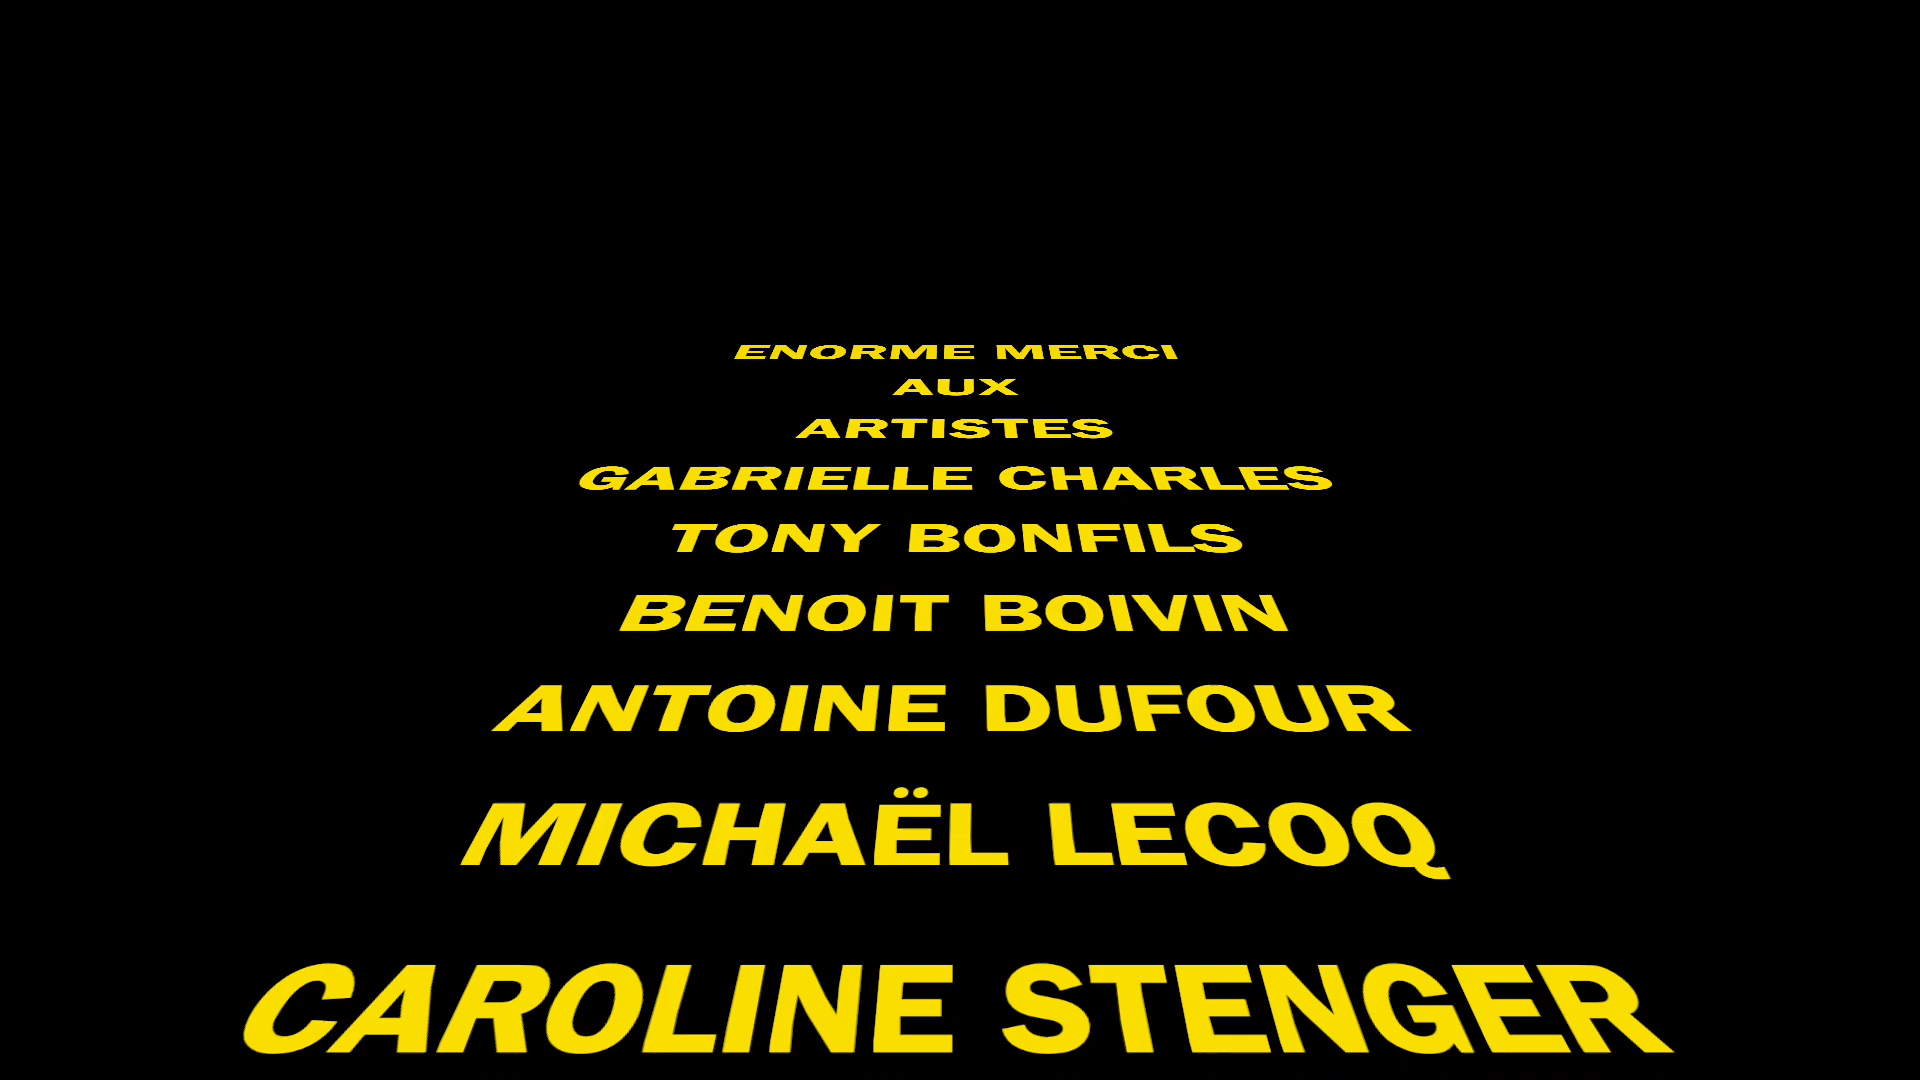 ENORME MERCI
AUX
ARTISTES
GABRIELLE CHARLES
TONY BONFILS
BENOIT BOIVIN
ANTOINE DUFOUR
MICHAËL LECOQ
CAROLINE STENGER